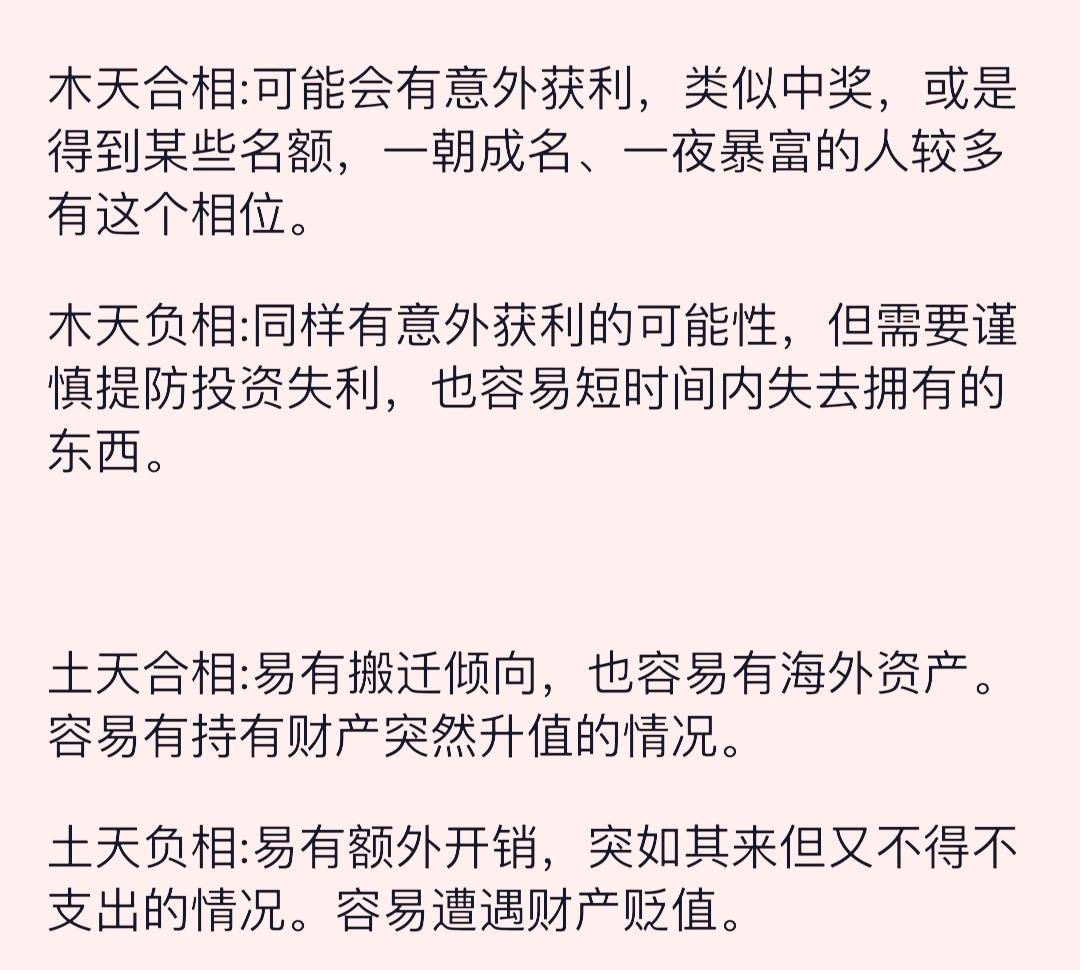 木天合相:可能会有意外获利，类似中奖，或是
得到某些名额，一朝成名、一夜暴富的人较多
有这个相位。
木天负相:同样有意外获利的可能性，但需要谨
慎提防投资失利，也容易短时间内失去拥有的
东西。
土天合相:易有搬迁倾向，也容易有海外资产。
容易有持有财产突然升值的情况。
土天负相:易有额外开销，突如其来但又不得不
支出的情况。容易遭遇财产贬值。